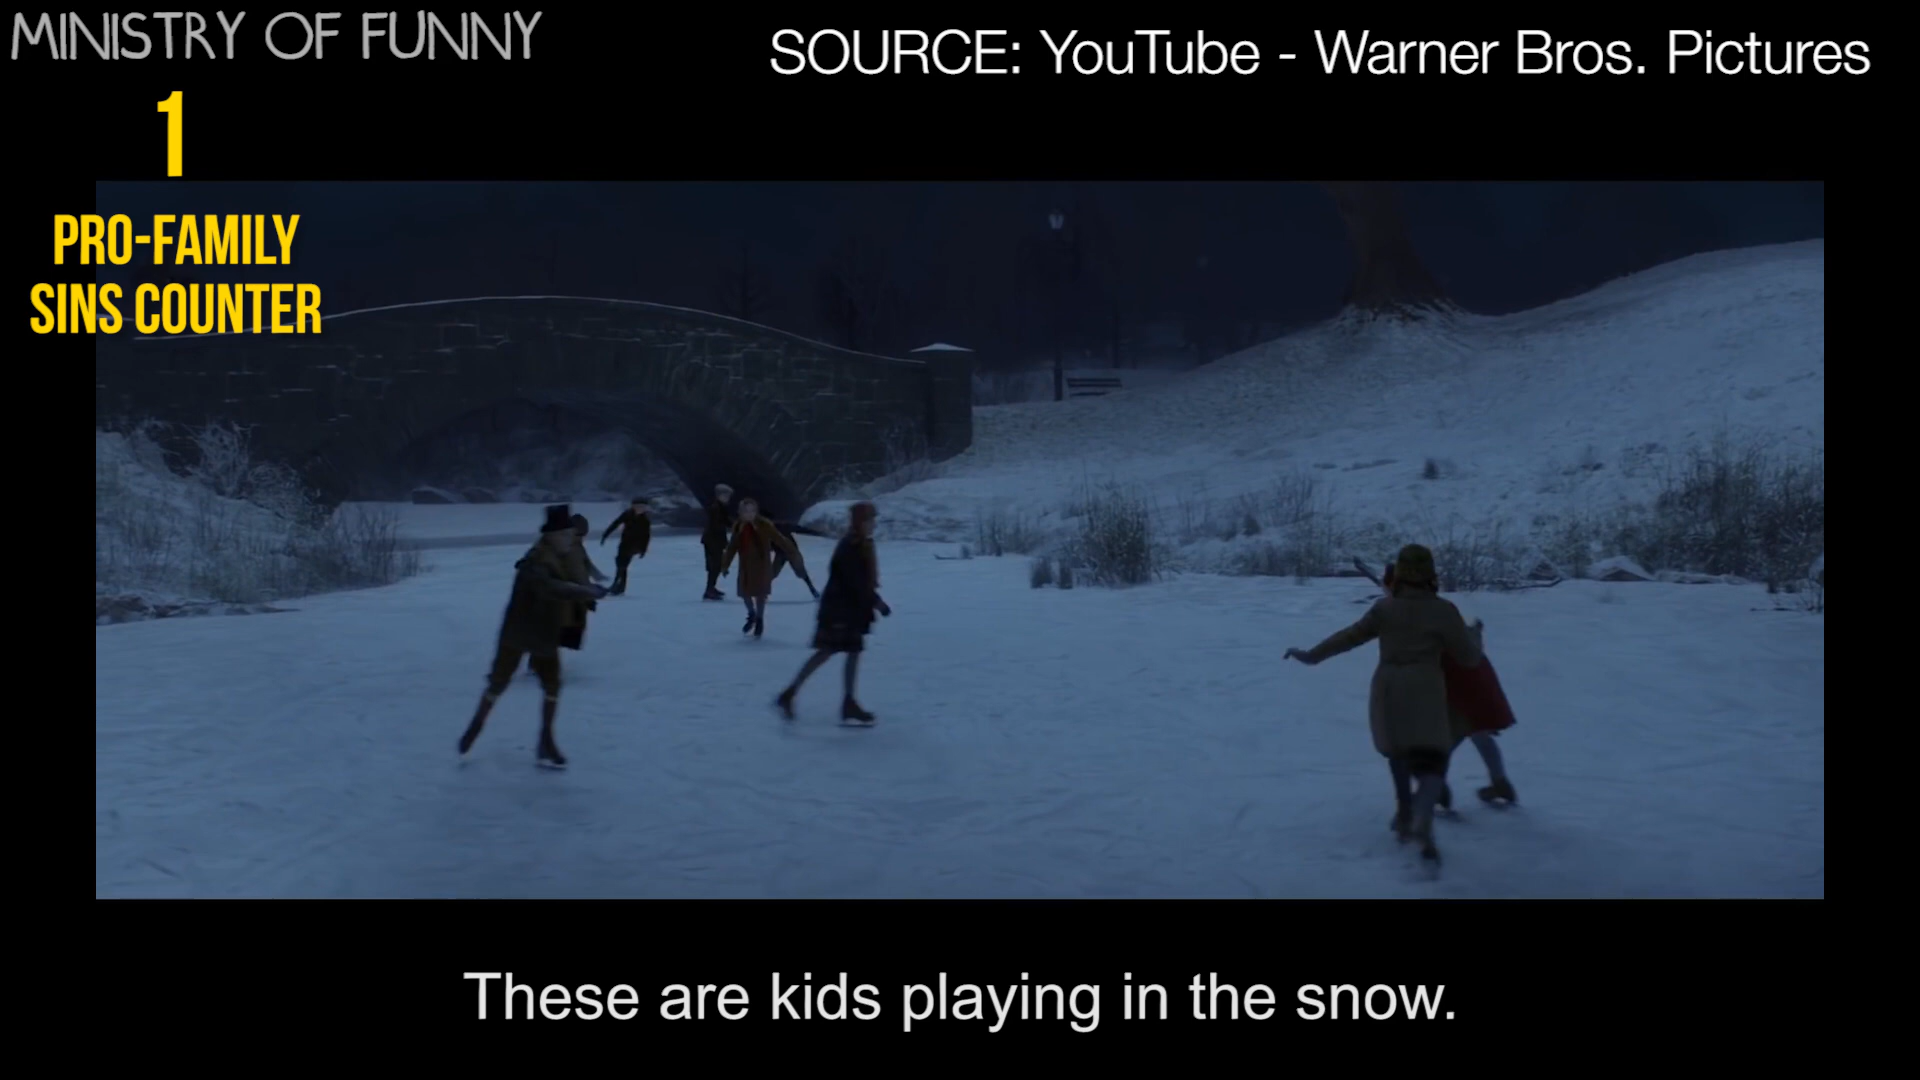 MINISTRY OF FUNNY
SOURCE: YouTube - Warner Bros. Pictures
1
PRO-FAMILY
SINS COUNTER
These are kids playing in the snow.